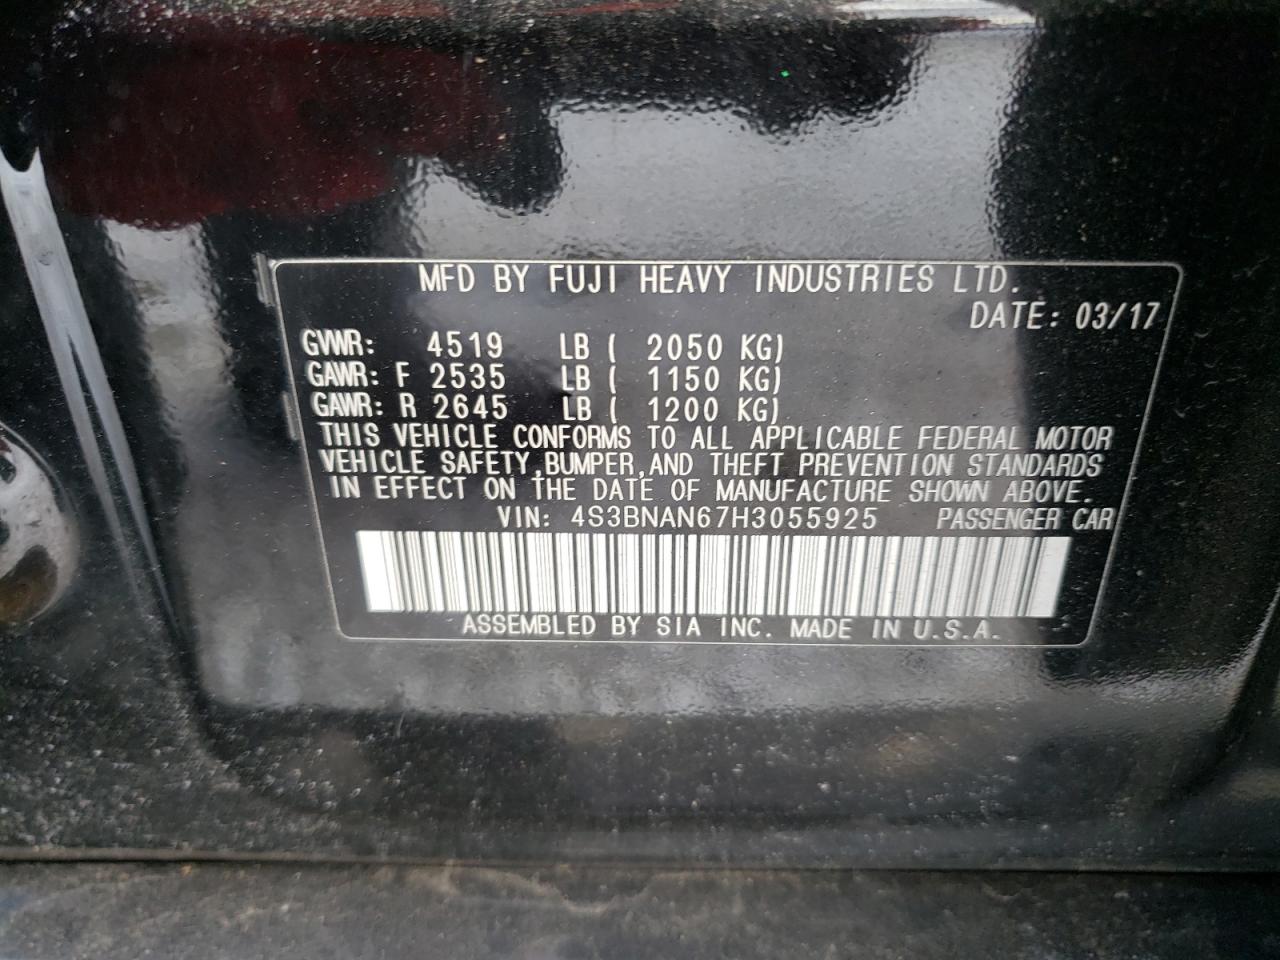 MFD BY FUJI HEAVY INDUSTRIES LTD.
DATE: 03/17
GVWR: 4519 LB ( 2050 KG)
GAWR: F 2535 LB ( 1150 KG)
GAWR: R 2645 LB ( 1200 KG)
THIS VEHICLE CONFORMS TO ALL APPLICABLE FEDERAL MOTOR
VEHICLE SAFETY,BUMPER,AND THEFT PREVENTION STANDARDS
IN EFFECT ON THE DATE OF MANUFACTURE SHOWN ABOVE.
VIN: 4S3BNAN67H3055925 PASSENGER CAR
ASSEMBLED BY SIA INC. MADE IN U.S.A.